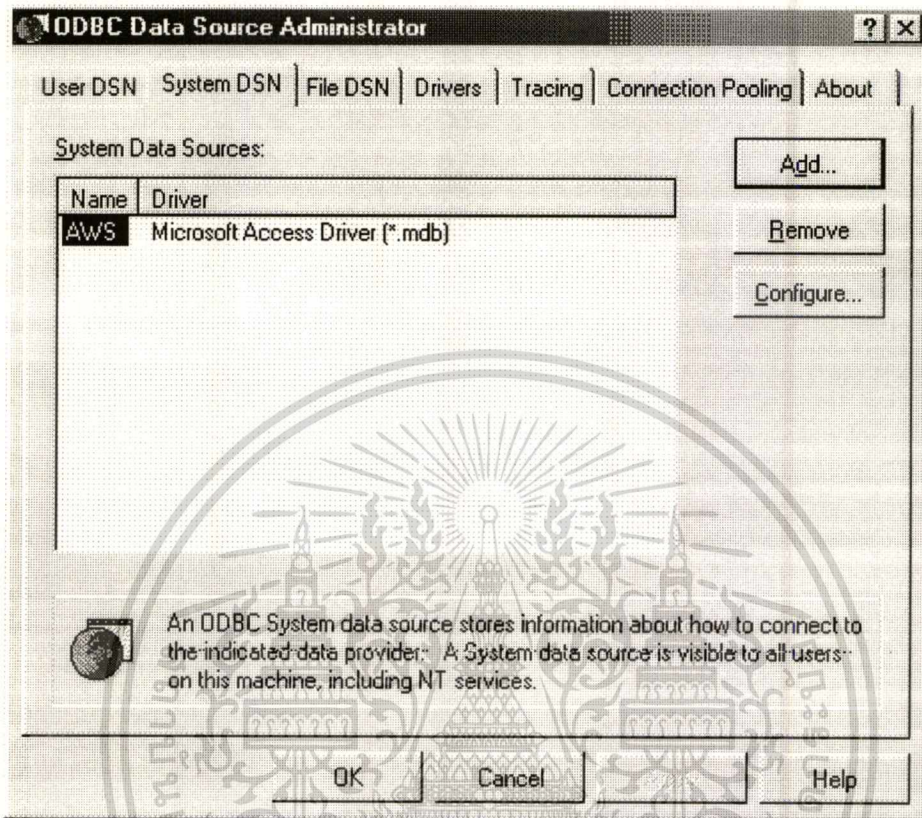 ODBC Data Source Administrator
User DSN System DSN File DSN Drivers Tracing Connection Pooling About
System Data Sources:
Add...
Name Driver
AWS Microsoft Access Driver (*.mdb)
Remove
Configure...
An ODBC System data source stores information about how to connect to
the indicated data provider. A System data source is visible to all users
on this machine, including NT services.
OK Cancel Help